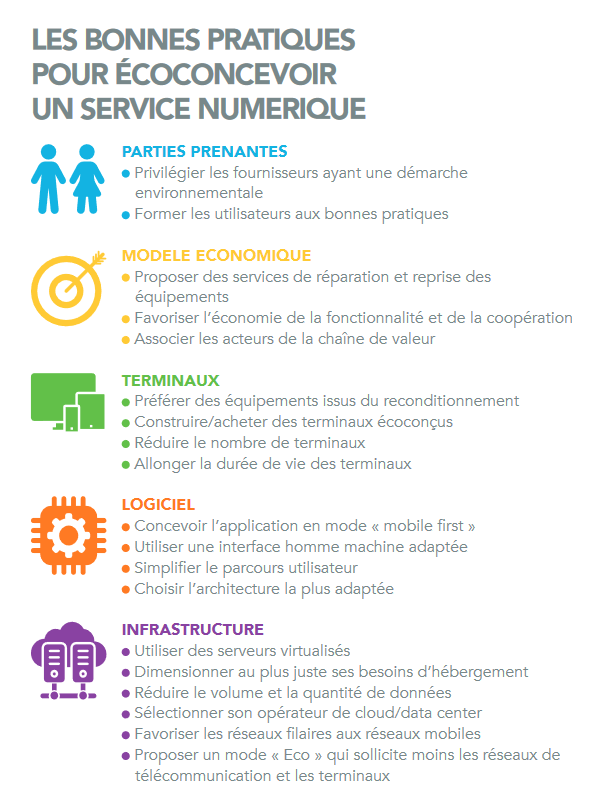 LES BONNES PRATIQUES
POUR ÉCOCONCEVOIR
UN SERVICE NUMERIQUE
PARTIES PRENANTES
• Privilégier les fournisseurs ayant une démarche
environnementale
• Former les utilisateurs aux bonnes pratiques
MODELE ECONOMIQUE
• Proposer des services de réparation et reprise des
équipements
• Favoriser l'économie de la fonctionnalité et de la coopération
• Associer les acteurs de la chaîne de valeur
TERMINAUX
• Préférer des équipements issus du reconditionnement
• Construire/acheter des terminaux écoconçus
• Réduire le nombre de terminaux
• Allonger la durée de vie des terminaux
LOGICIEL
• Concevoir l'application en mode « mobile first »
• Utiliser une interface homme machine adaptée
• Simplifier le parcours utilisateur
• Choisir l'architecture la plus adaptée
INFRASTRUCTURE
• Utiliser des serveurs virtualisés
• Dimensionner au plus juste ses besoins d'hébergement
• Réduire le volume et la quantité de données
• Sélectionner son opérateur de cloud/data center
• Favoriser les réseaux filaires aux réseaux mobiles
• Proposer un mode « Eco » qui sollicite moins les réseaux de
télécommunication et les terminaux